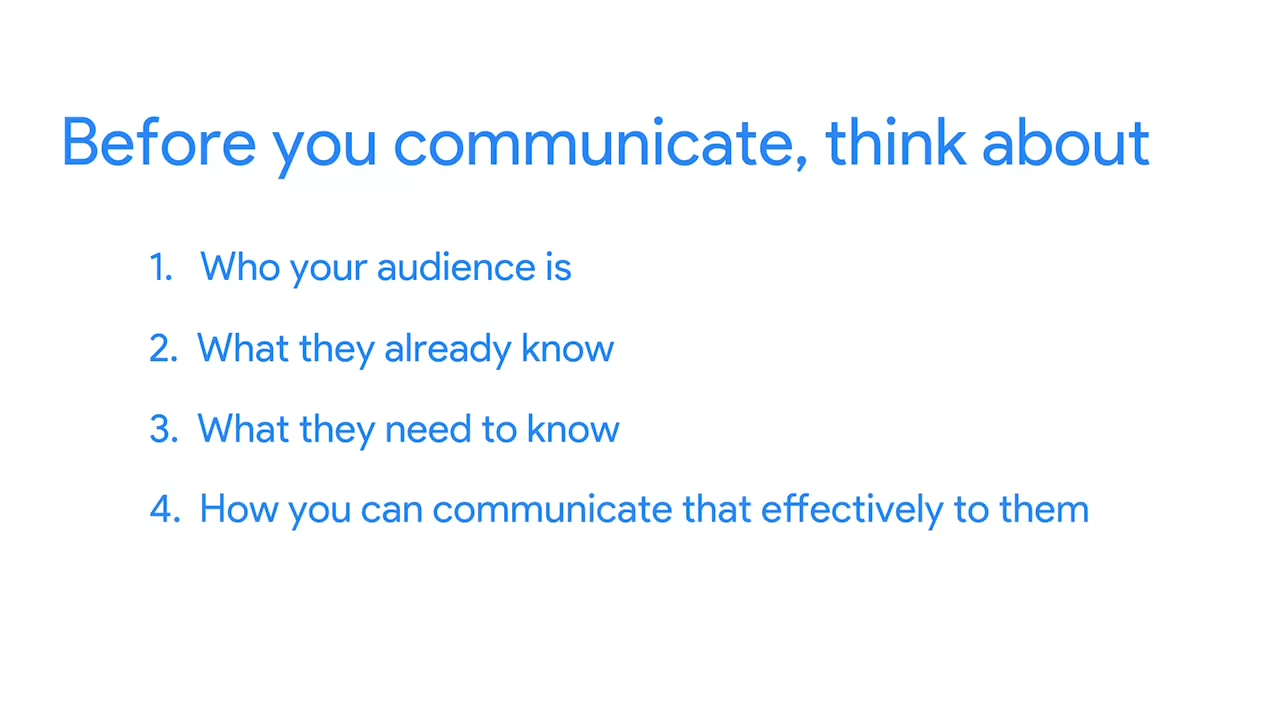 Before you communicate, think about
1. Who your audience is
2. What they already know
3. What they need to know
4. How you can communicate that effectively to them